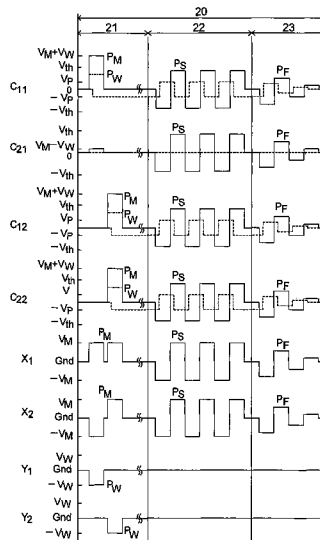 20
21 22 23
VM+VW
Vth
VP
0
-VP
-Vth
C11
PM
PW
PS
PF
Vth
VM-VW
0
-Vth
C21
PS
PF
VM+VW
Vth
VP
-VP
-Vth
C12
PM
PW
PS
PF
VM+VW
Vth
V
-VP
-Vth
C22
PM
PW
PS
PF
VM
Gnd
-VM
X1
PM
PS
PF
VM
Gnd
-VM
X2
PM
PS
PF
VW
Gnd
-VW
Y1
PW
VW
Gnd
-VW
Y2
PW